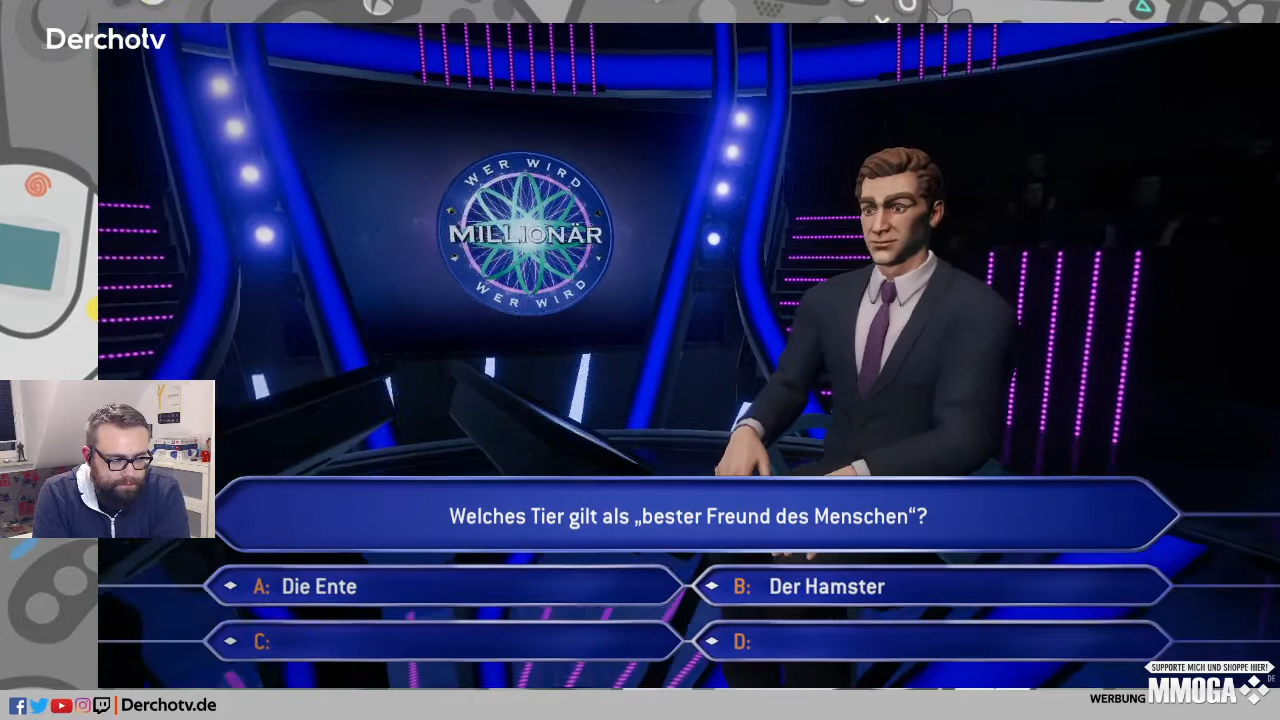 Derchotv
WER WIRD
MILLIONÄR
WER WIRD
Welches Tier gilt als „bester Freund des Menschen“?
A: Die Ente
B: Der Hamster
C:
D:
SUPPORTE MICH UND SHOPPE HIER!
WERBUNG MMOGA DE
Derchotv.de